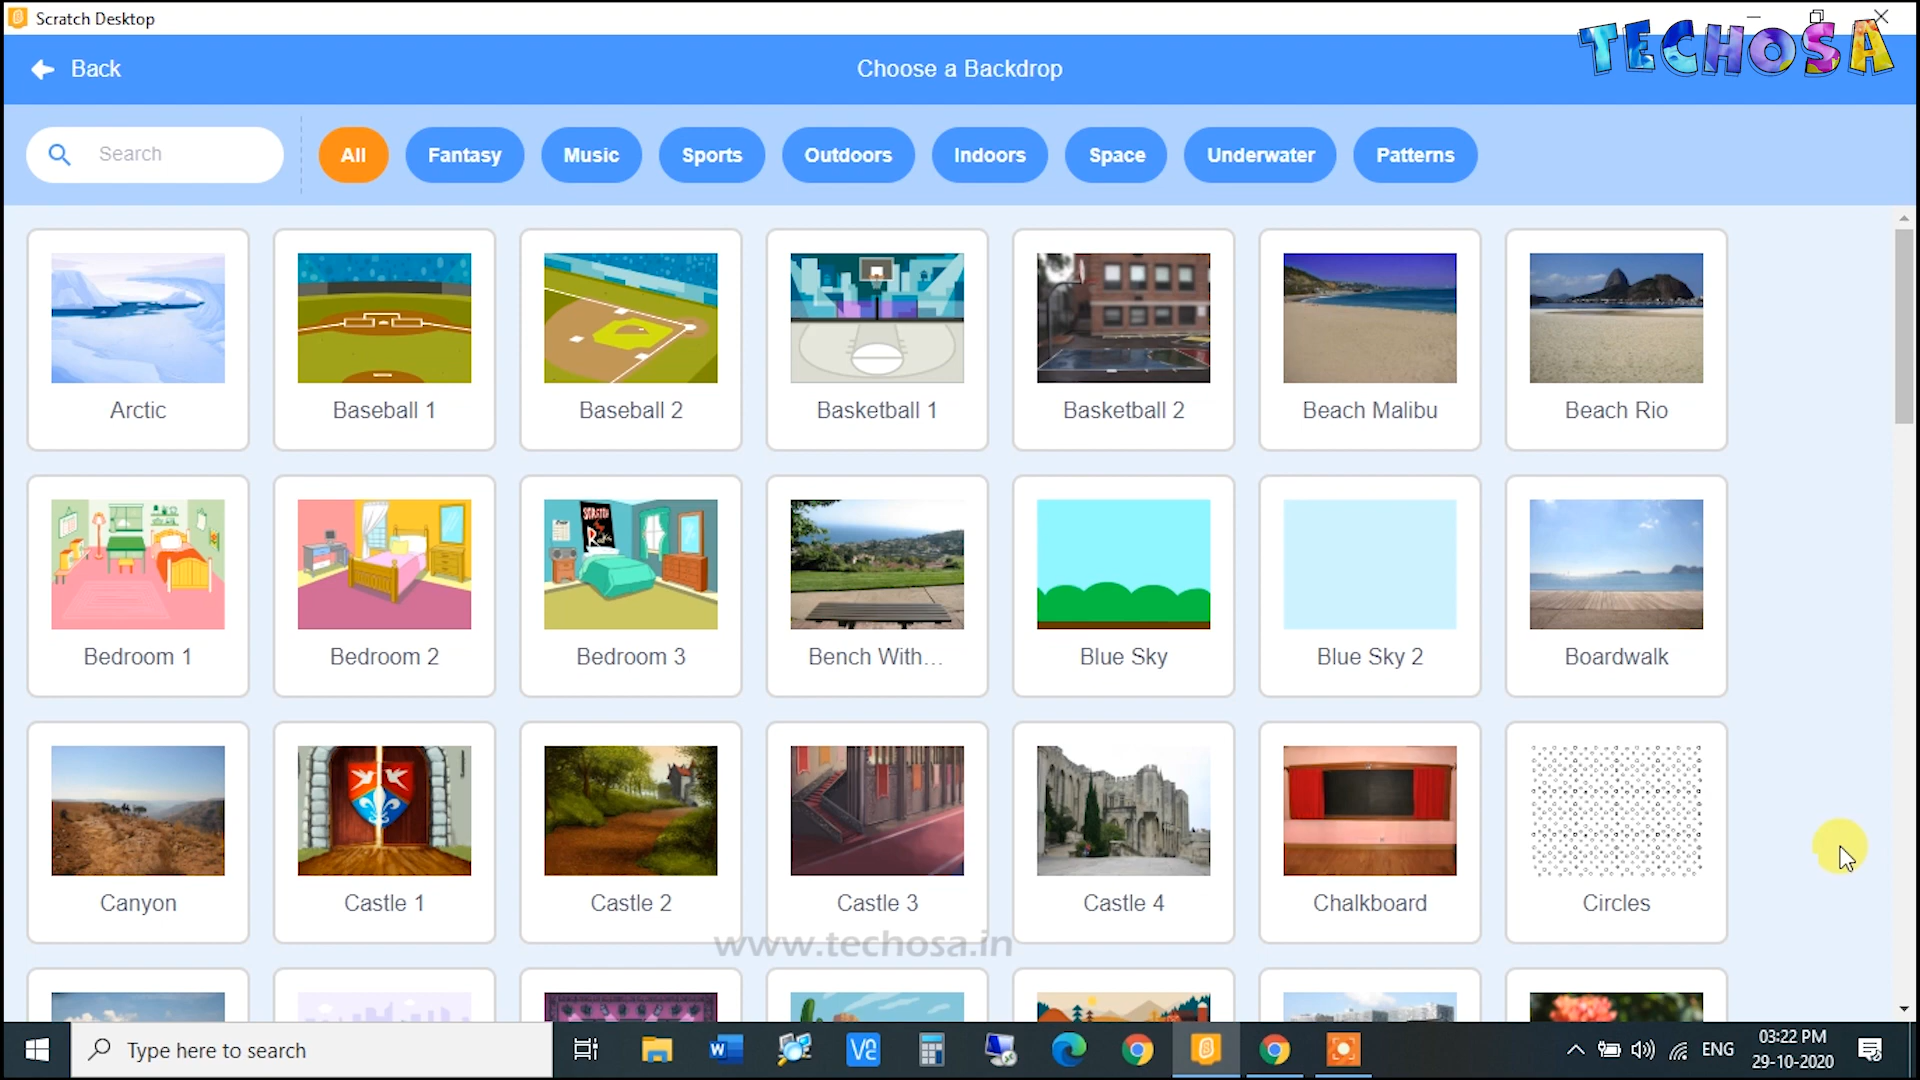 Scratch Desktop
TECHOSA
Back
Choose a Backdrop
Search
All
Fantasy
Music
Sports
Outdoors
Indoors
Space
Underwater
Patterns
Arctic
Baseball 1
Baseball 2
Basketball 1
Basketball 2
Beach Malibu
Beach Rio
SCRATCH
Bedroom 1
Bedroom 2
Bedroom 3
Bench With...
Blue Sky
Blue Sky 2
Boardwalk
Canyon
Castle 1
Castle 2
Castle 3
Castle 4
Chalkboard
Circles
www.techosa.in
Type here to search
ENG
03:22 PM
29-10-2020